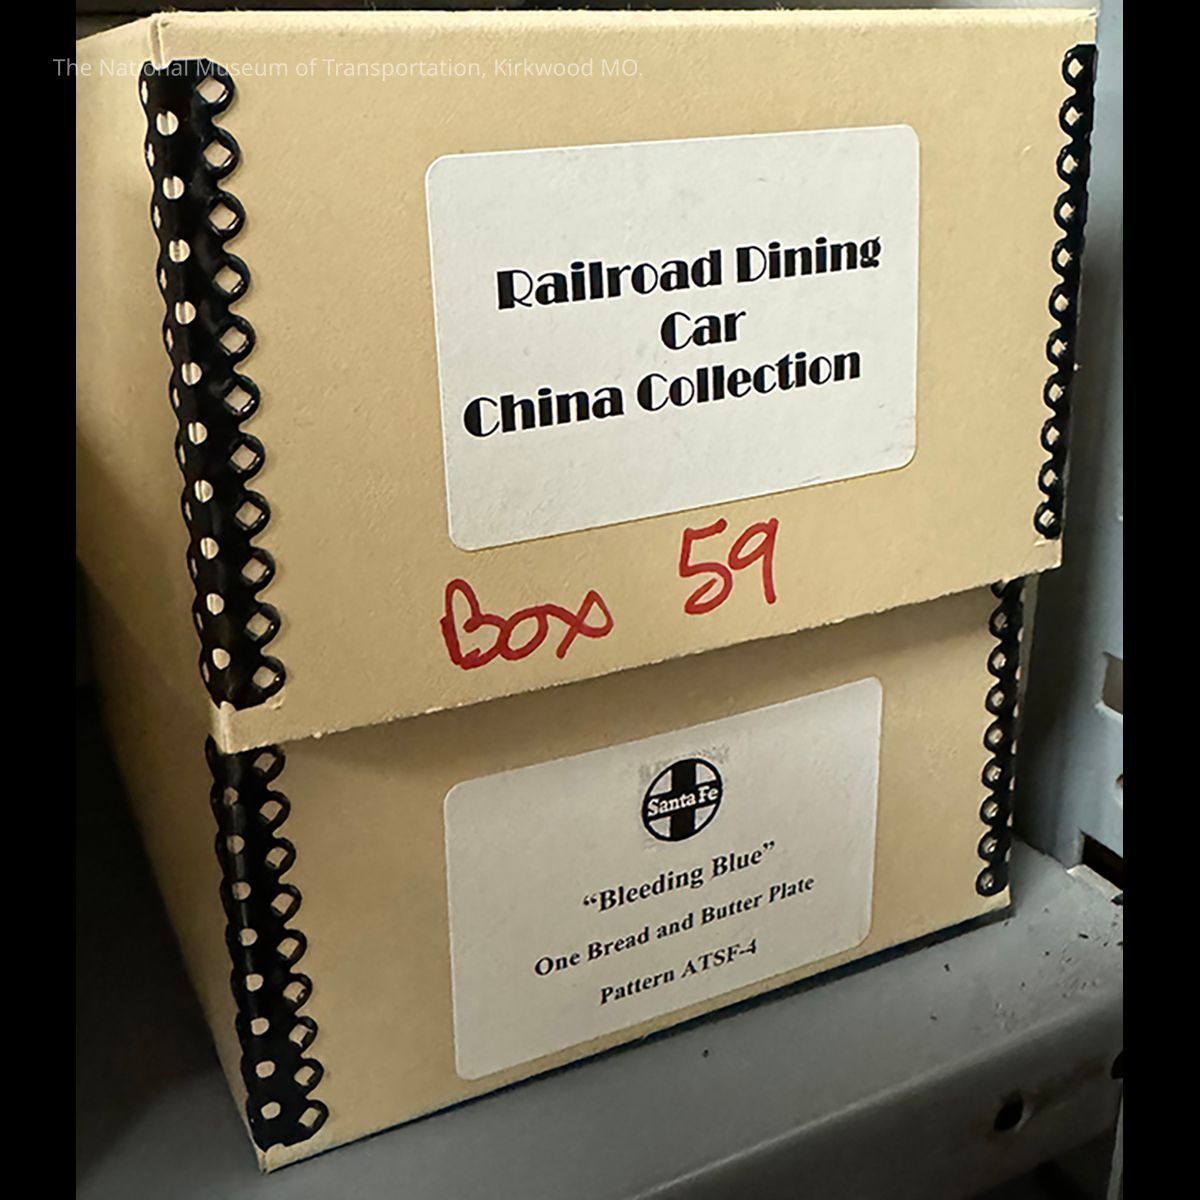 The National Museum of Transportation, Kirkwood MO.
Railroad Dining
Car
China Collection
Box 59
Santa Fe
“Bleeding Blue”
One Bread and Butter Plate
Pattern ATSF-4